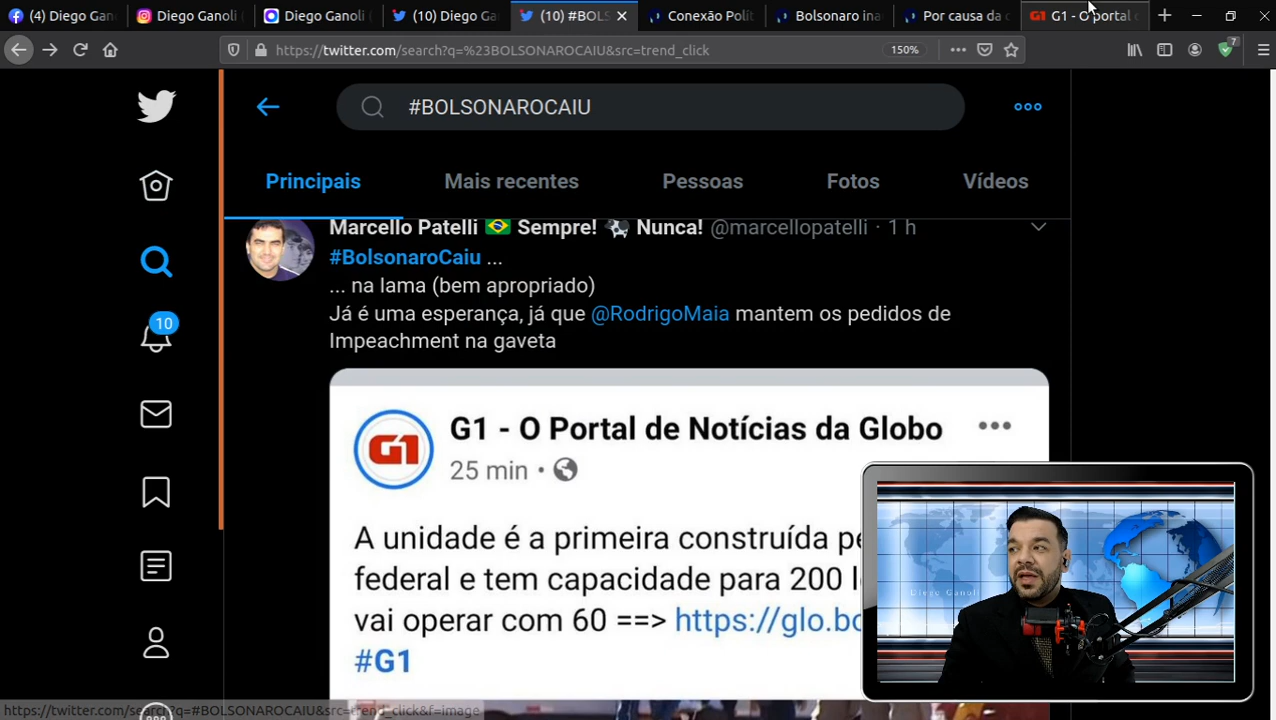 (4) Diego Gano
Diego Ganoli (
Diego Ganoli (
(10) Diego Ga
(10) #BOLS
Conexão Polí
Bolsonaro ina
Por causa da
G1 - O portal
https://twitter.com/search?q=%23BOLSONAROCAIU&src=trend_click
150%
7
#BOLSONAROCAIU
Principais
Mais recentes
Pessoas
Fotos
Vídeos
Marcello Patelli 🇧🇷 Sempre! 🐄 Nunca! @marcellopatelli · 1 h
#BolsonaroCaiu ...
... na lama (bem apropriado)
Já é uma esperança, já que @RodrigoMaia mantem os pedidos de
Impeachment na gaveta
10
G1 - O Portal de Notícias da Globo
25 min
A unidade é a primeira construída pe
federal e tem capacidade para 200 l
vai operar com 60 ==> https://glo.bo
#G1
Diego Ganoli
https://twitter.com/search?q=#BOLSONAROCAIU&src=trend_click&f=image